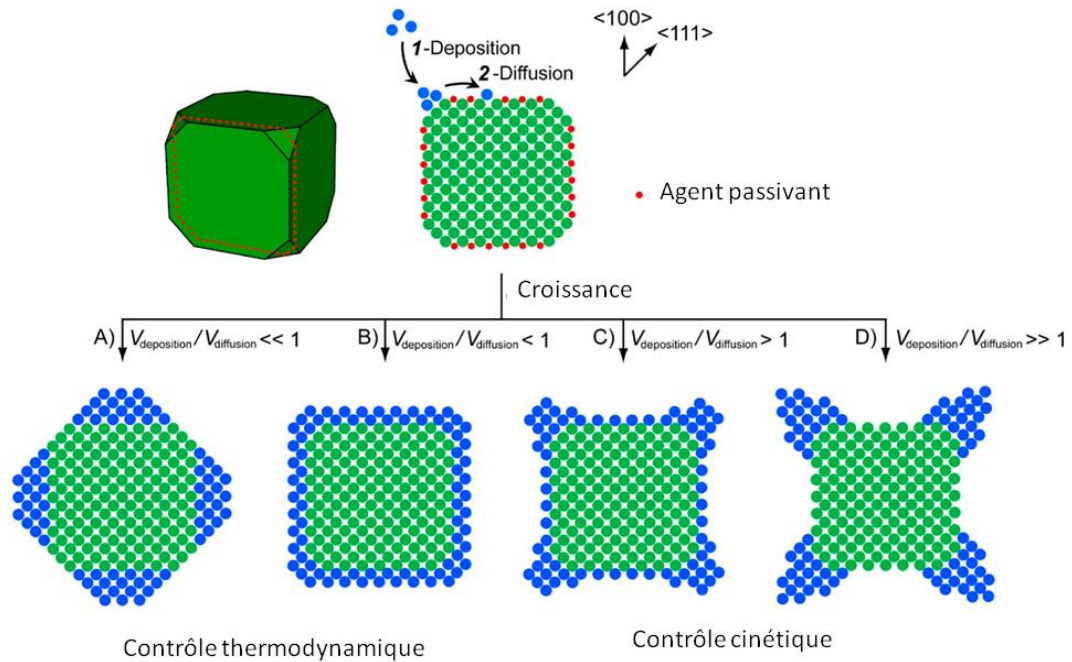 <100>
<111>
1-Deposition
2-Diffusion
Agent passivant
Croissance
A) Vdeposition/Vdiffusion << 1
B) Vdeposition/Vdiffusion < 1
C) Vdeposition/Vdiffusion > 1
D) Vdeposition/Vdiffusion >> 1
Contrôle thermodynamique
Contrôle cinétique